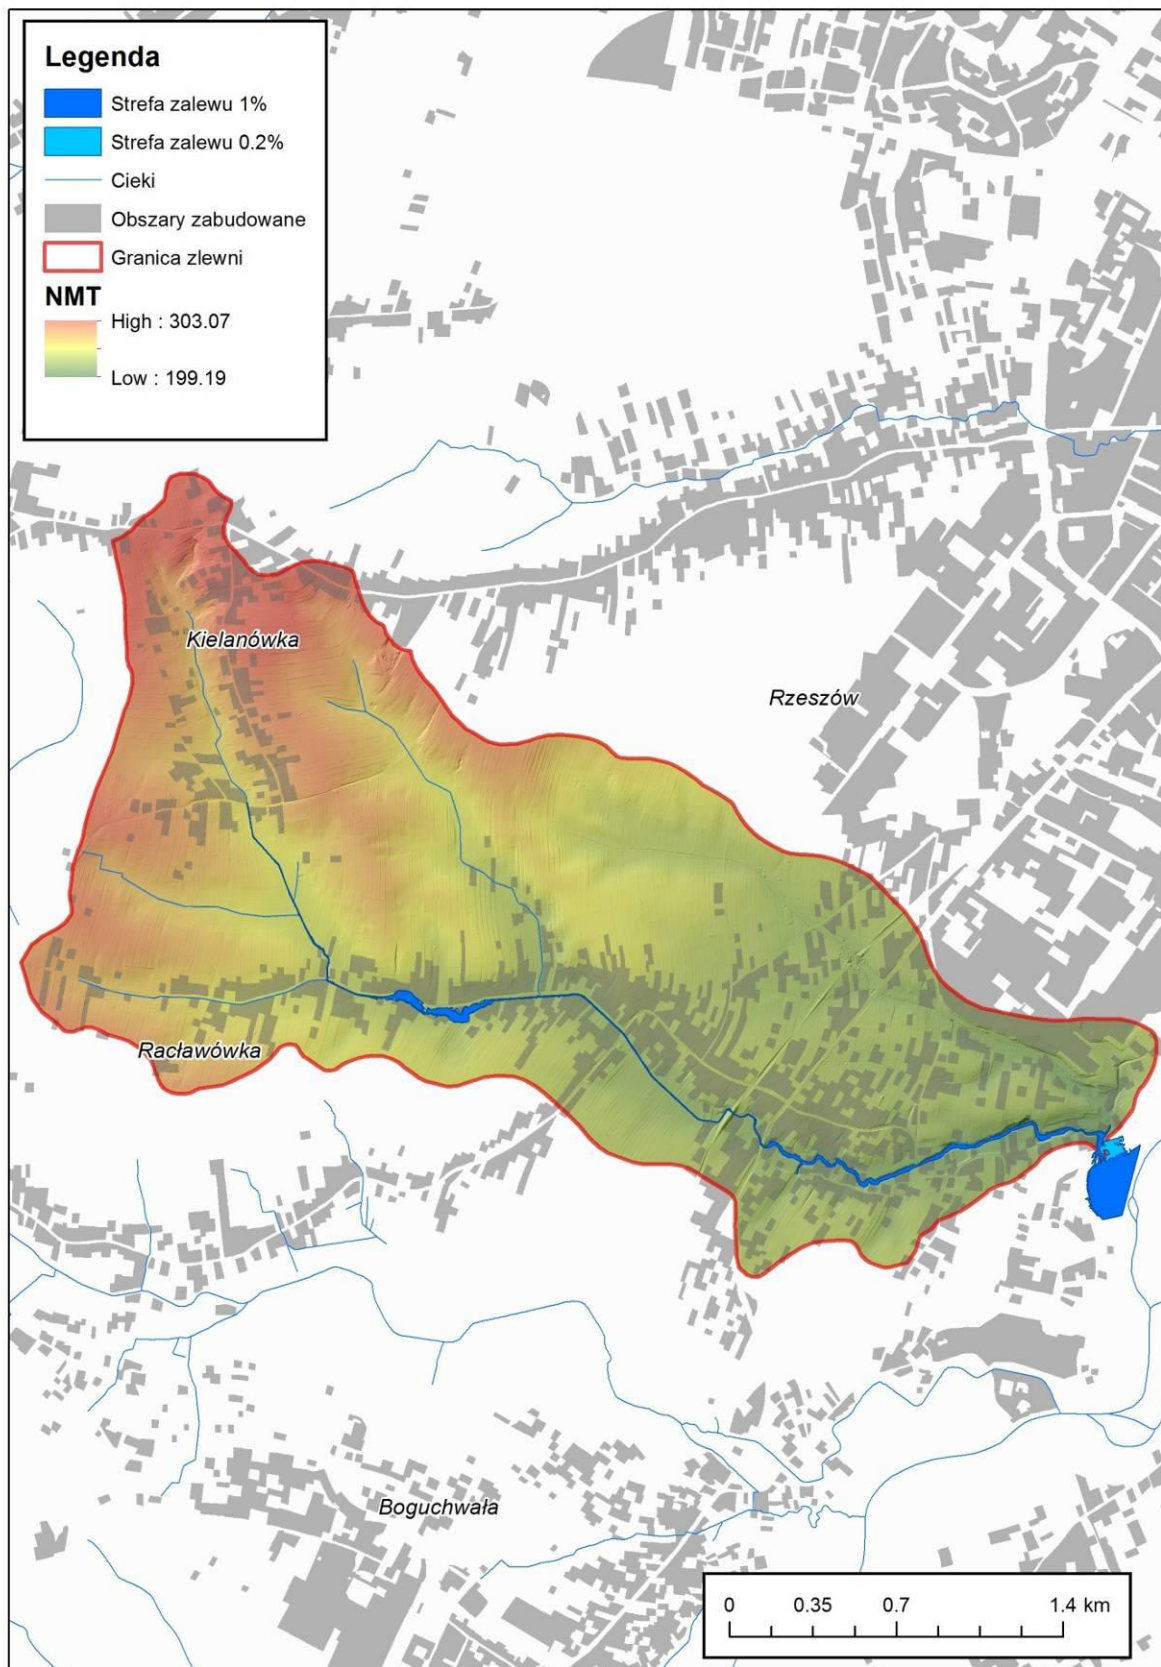 Legenda
Strefa zalewu 1%
Strefa zalewu 0.2%
Cieki
Obszary zabudowane
Granica zlewni
NMT
High : 303.07
Low : 199.19
Kielanówka
Rzeszów
Racławówka
Boguchwała
0 0.35 0.7 1.4 km